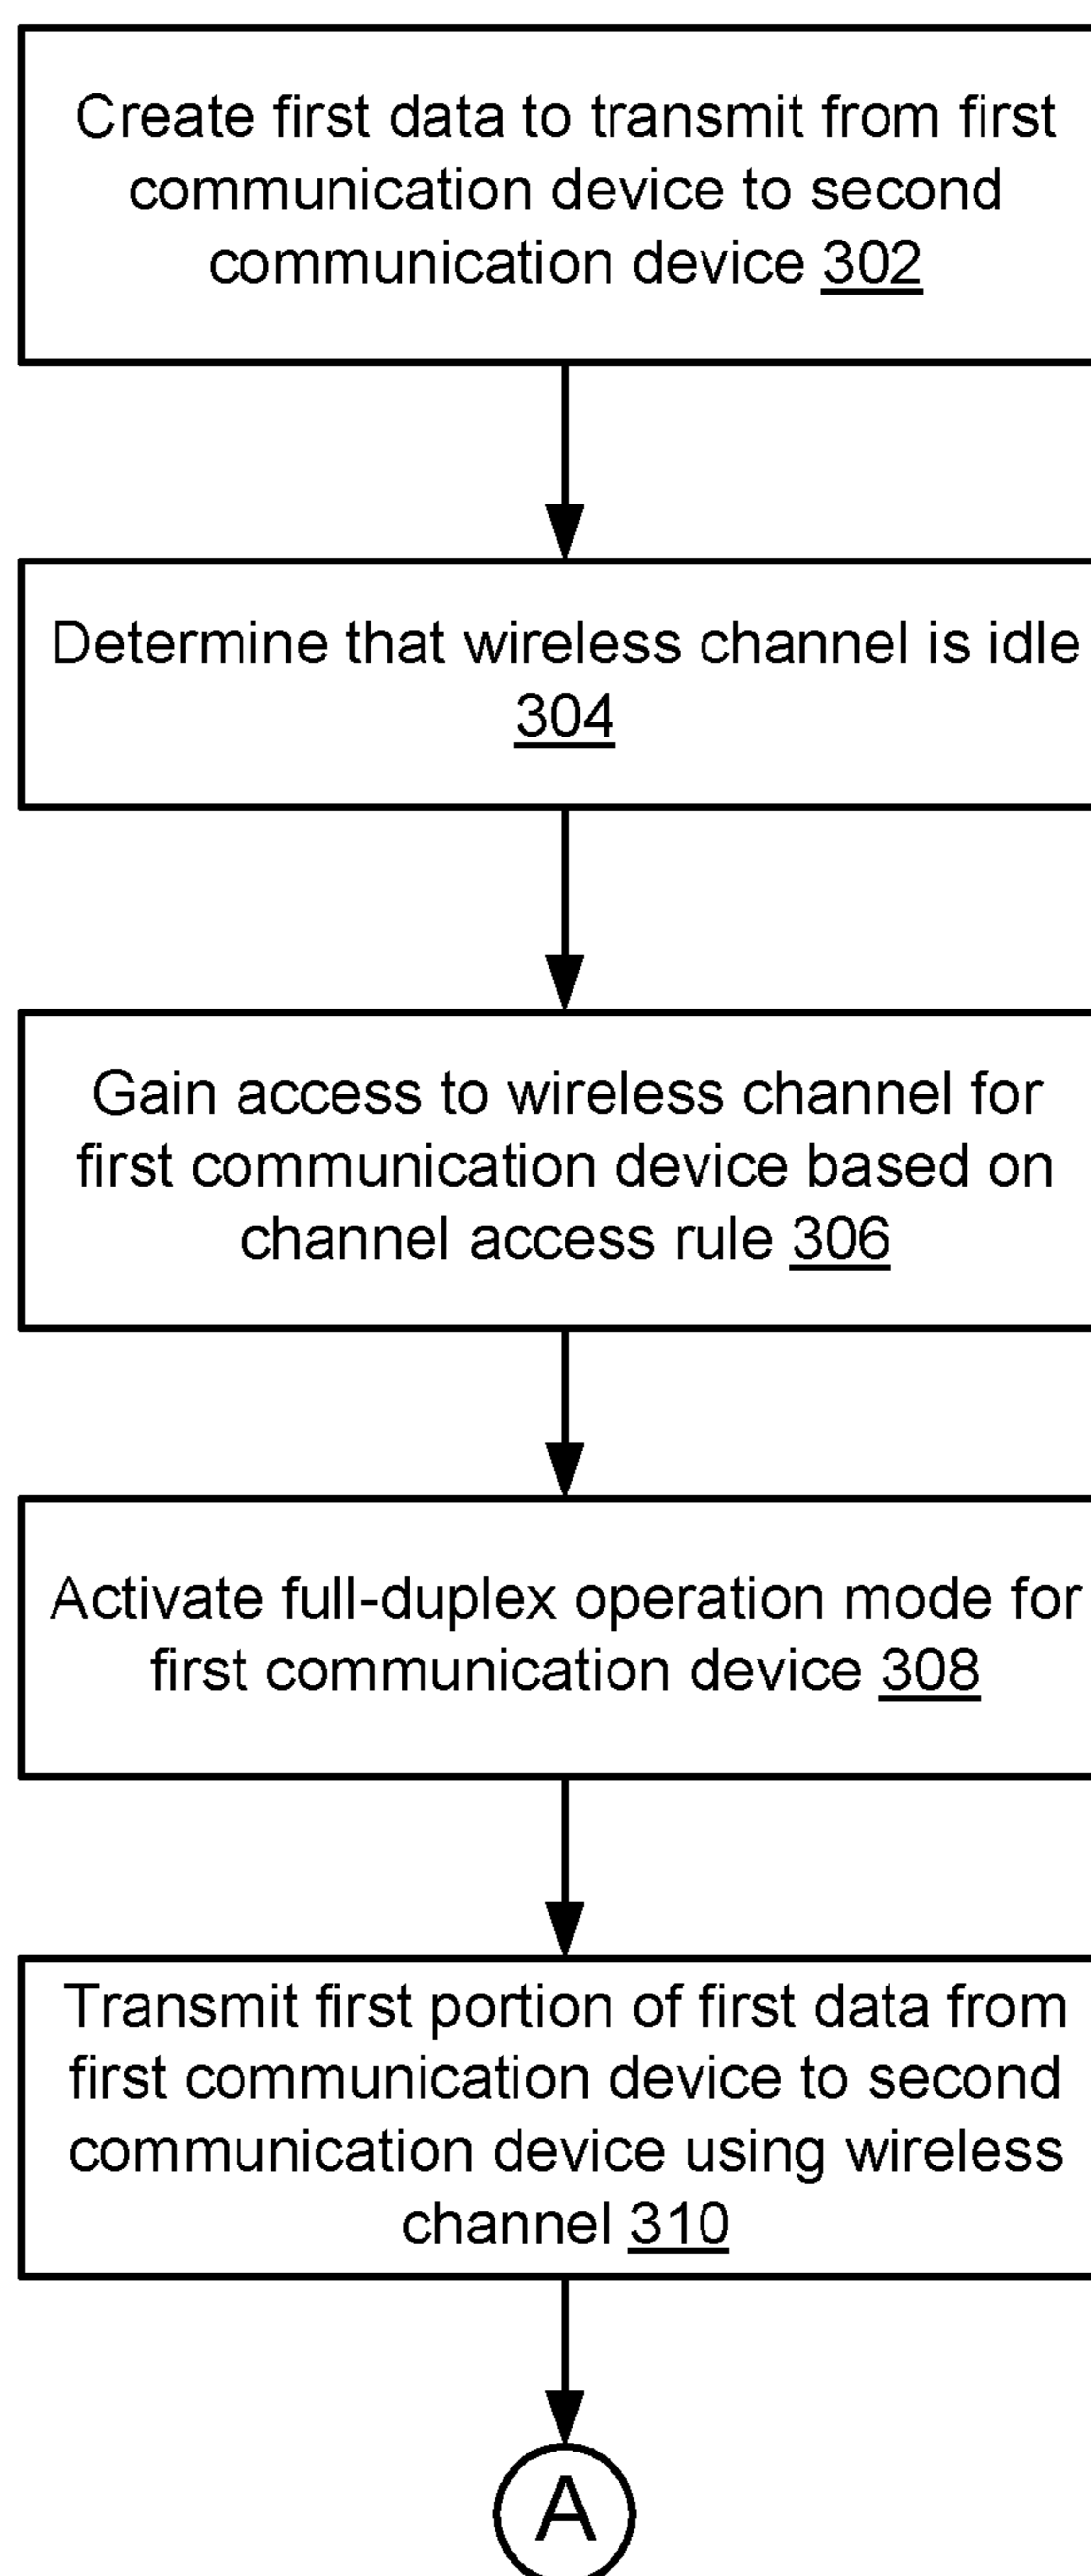 Create first data to transmit from first
communication device to second
communication device 302
Determine that wireless channel is idle
304
Gain access to wireless channel for
first communication device based on
channel access rule 306
Activate full-duplex operation mode for
first communication device 308
Transmit first portion of first data from
first communication device to second
communication device using wireless
channel 310
A